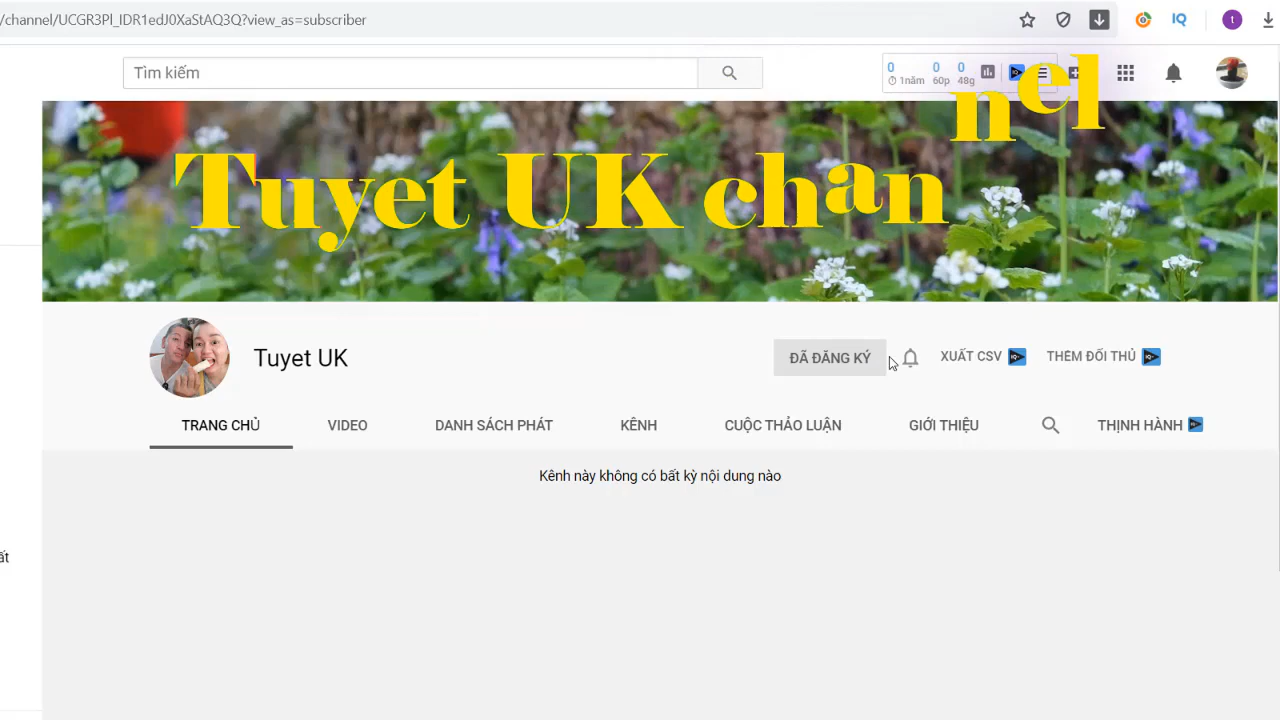 /channel/UCGR3Pl_IDR1edJ0XaStAQ3Q?view_as=subscriber
IQ
t
Tìm kiếm
0 0 0
1năm 60p 48g
Tuyet UK channel
Tuyet UK
ĐÃ ĐĂNG KÝ
XUẤT CSV
THÊM ĐỐI THỦ
TRANG CHỦ
VIDEO
DANH SÁCH PHÁT
KÊNH
CUỘC THẢO LUẬN
GIỚI THIỆU
THỊNH HÀNH
Kênh này không có bất kỳ nội dung nào
ất